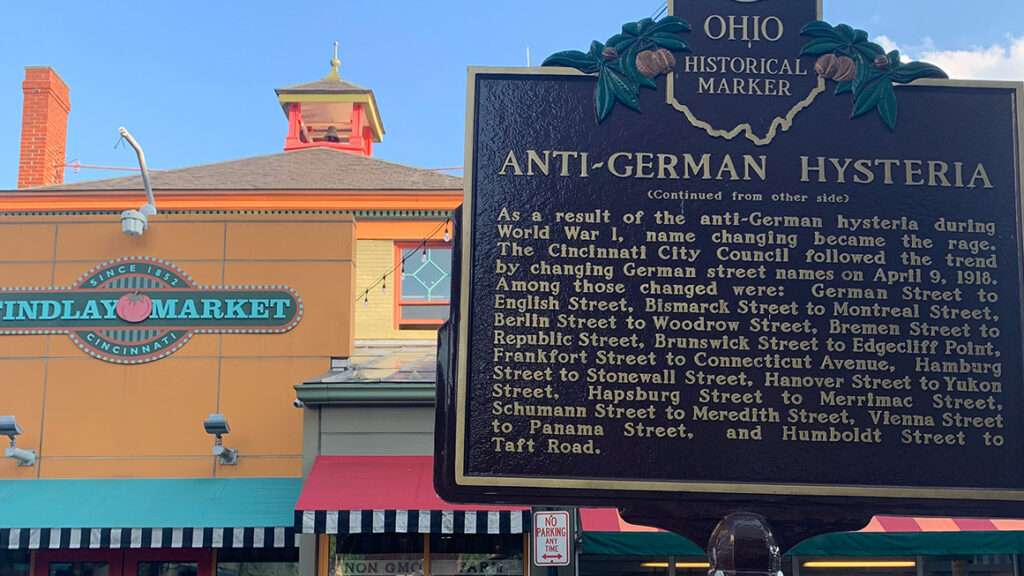 OHIO
HISTORICAL
MARKER
ANTI-GERMAN HYSTERIA
(Continued from other side)
As a result of the anti-German hysteria during
World War I, name changing became the rage.
The Cincinnati City Council followed the trend
by changing German street names on April 9, 1918.
Among those changed were: German Street to
English Street, Bismarck Street to Montreal Street,
Berlin Street to Woodrow Street, Bremen Street to
Republic Street, Brunswick Street to Edgecliff Point,
Frankfort Street to Connecticut Avenue, Hamburg
Street to Stonewall Street, Hanover Street to Yukon
Street, Hapsburg Street to Merrimac Street,
Schumann Street to Meredith Street, Vienna Street
to Panama Street, and Humboldt Street to
Taft Road.
SINCE 1852
FINDLAY MARKET
CINCINNATI
NO
PARKING
ANY
TIME
NON GMO FARM